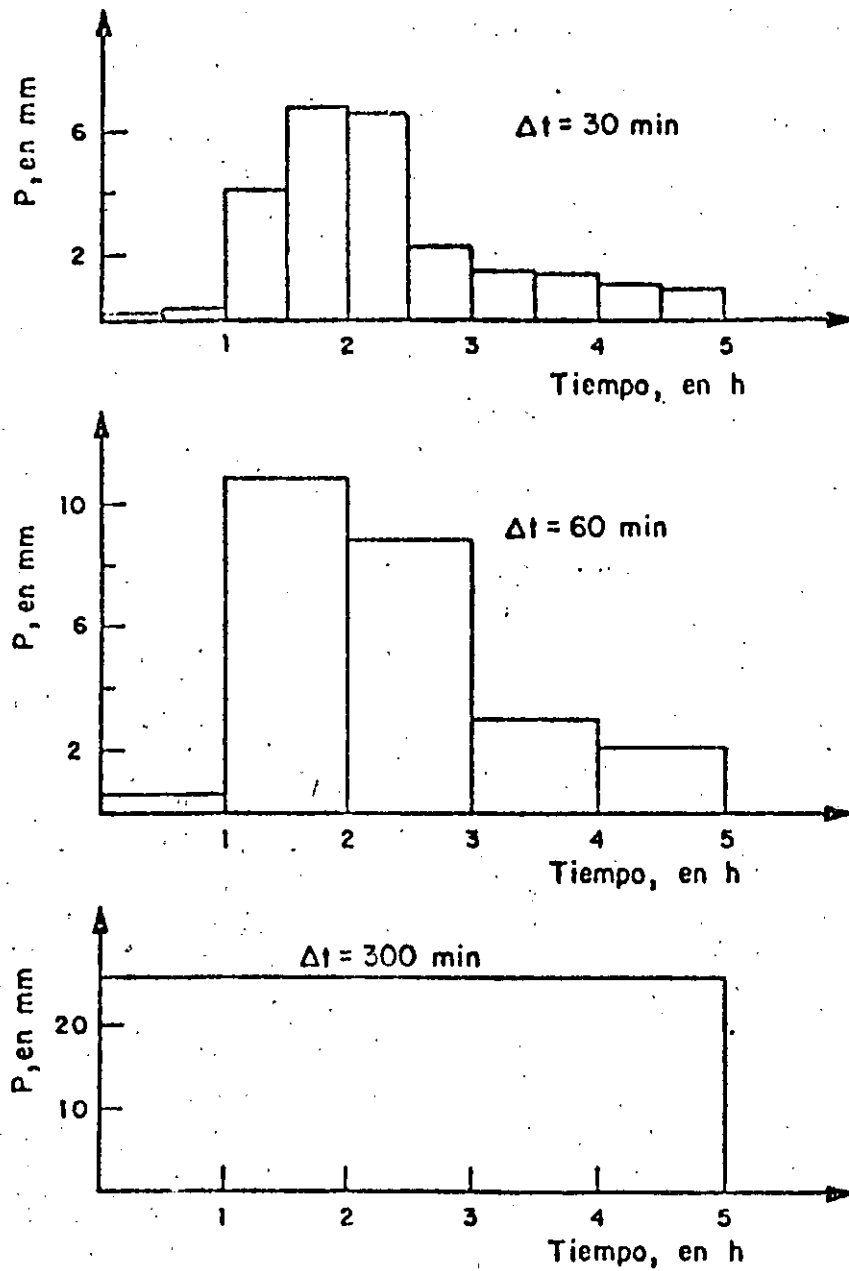 P, en mm
6
2
Δt = 30 min
1 2 3 4 5
Tiempo, en h
P, en mm
10
6
2
Δt = 60 min
1 2 3 4 5
Tiempo, en h
P, en mm
20
10
Δt = 300 min
1 2 3 4 5
Tiempo, en h